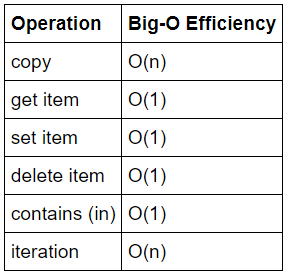 Operation Big-O Efficiency
copy O(n)
get item O(1)
set item O(1)
delete item O(1)
contains (in) O(1)
iteration O(n)